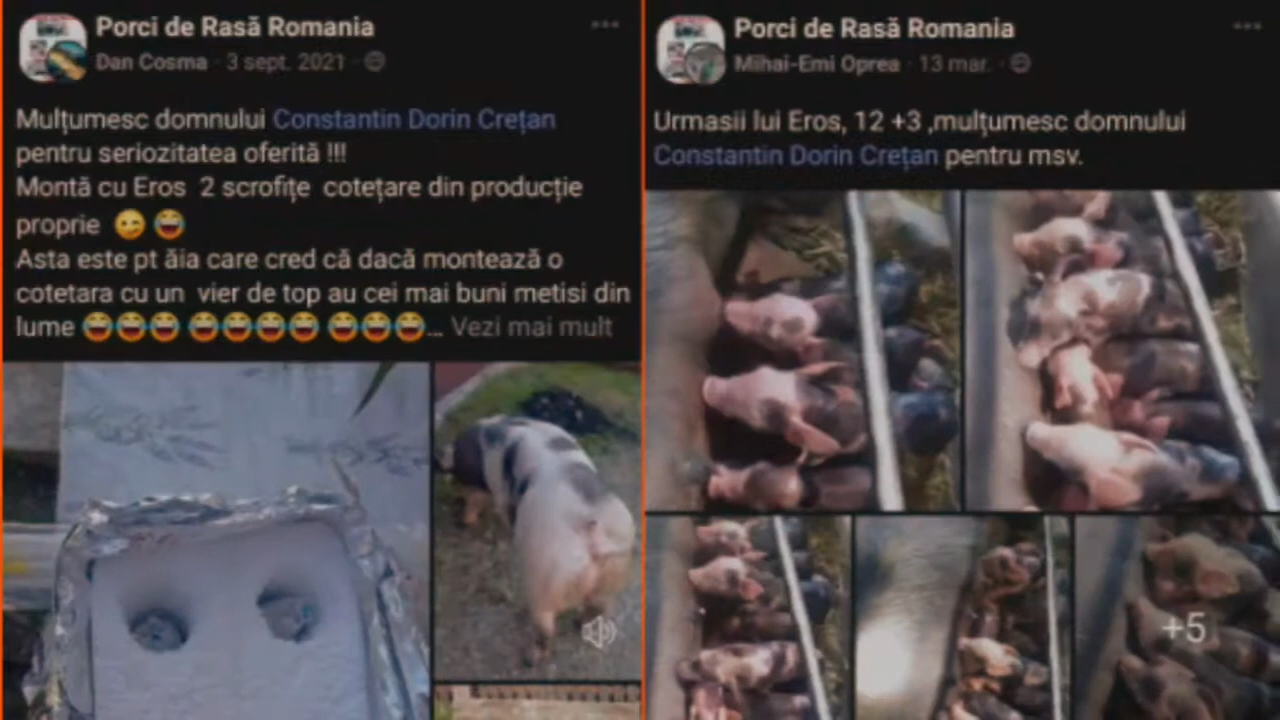 Porci de Rasă Romania
Dan Cosma · 3 sept. 2021 ·
Mulțumesc domnului Constantin Dorin Crețan
pentru seriozitatea oferită !!!
Montă cu Eros 2 scrofițe cotețare din producție
proprie 😉 😂
Asta este pt ăia care cred că dacă montează o
cotetara cu un vier de top au cei mai buni metisi din
lume 😂😂😂 😂😂😂😂 😂😂😂... Vezi mai mult
Porci de Rasă Romania
Mihai-Emi Oprea · 13 mar. ·
Urmasii lui Eros, 12 +3 ,mulțumesc domnului
Constantin Dorin Crețan pentru msv.
+5